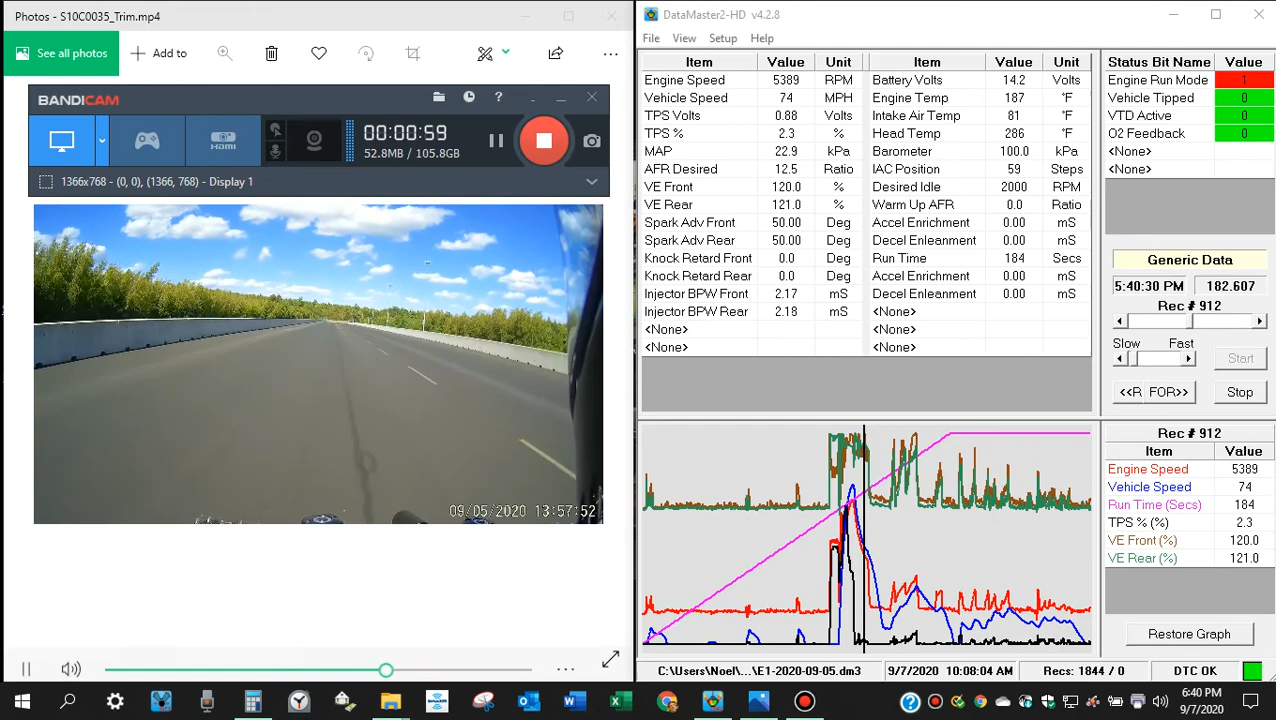 Photos - S10C0035_Trim.mp4
See all photos
Add to
BANDICAM
?
HDMI
00:00:59
52.8MB / 105.8GB
1366x768 - (0, 0), (1366, 768) - Display 1
09/05/2020 13:57:52
DataMaster2-HD v4.2.8
File View Setup Help
Item Value Unit Item Value Unit
Engine Speed 5389 RPM Battery Volts 14.2 Volts
Vehicle Speed 74 MPH Engine Temp 187 °F
TPS Volts 0.88 Volts Intake Air Temp 81 °F
TPS % 2.3 % Head Temp 286 °F
MAP 22.9 kPa Barometer 100.0 kPa
AFR Desired 12.5 Ratio IAC Position 59 Steps
VE Front 120.0 % Desired Idle 2000 RPM
VE Rear 121.0 % Warm Up AFR 0.0 Ratio
Spark Adv Front 50.00 Deg Accel Enrichment 0.00 mS
Spark Adv Rear 50.00 Deg Decel Enleanment 0.00 mS
Knock Retard Front 0.0 Deg Run Time 184 Secs
Knock Retard Rear 0.0 Deg Accel Enrichment 0.00 mS
Injector BPW Front 2.17 mS Decel Enleanment 0.00 mS
Injector BPW Rear 2.18 mS <None>
<None> <None>
<None> <None>
Status Bit Name Value
Engine Run Mode 1
Vehicle Tipped 0
VTD Active 0
O2 Feedback 0
<None>
<None>
Generic Data
5:40:30 PM 182.607
Rec # 912
Slow Fast
Start
<<R FOR>>
Stop
Rec # 912
Item Value
Engine Speed 5389
Vehicle Speed 74
Run Time (Secs) 184
TPS % (%) 2.3
VE Front (%) 120.0
VE Rear (%) 121.0
Restore Graph
C:\Users\Noel\...\E1-2020-09-05.dm3 9/7/2020 10:08:04 AM Recs: 1844 / 0 DTC OK
6:40 PM
9/7/2020